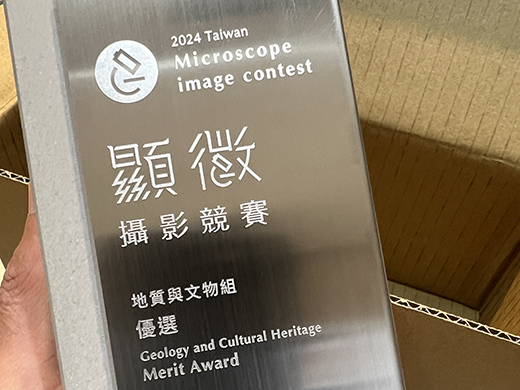 2024 Taiwan
Microscope
image contest
顯微
攝影競賽
地質與文物組
優選
Geology and Cultural Heritage
Merit Award